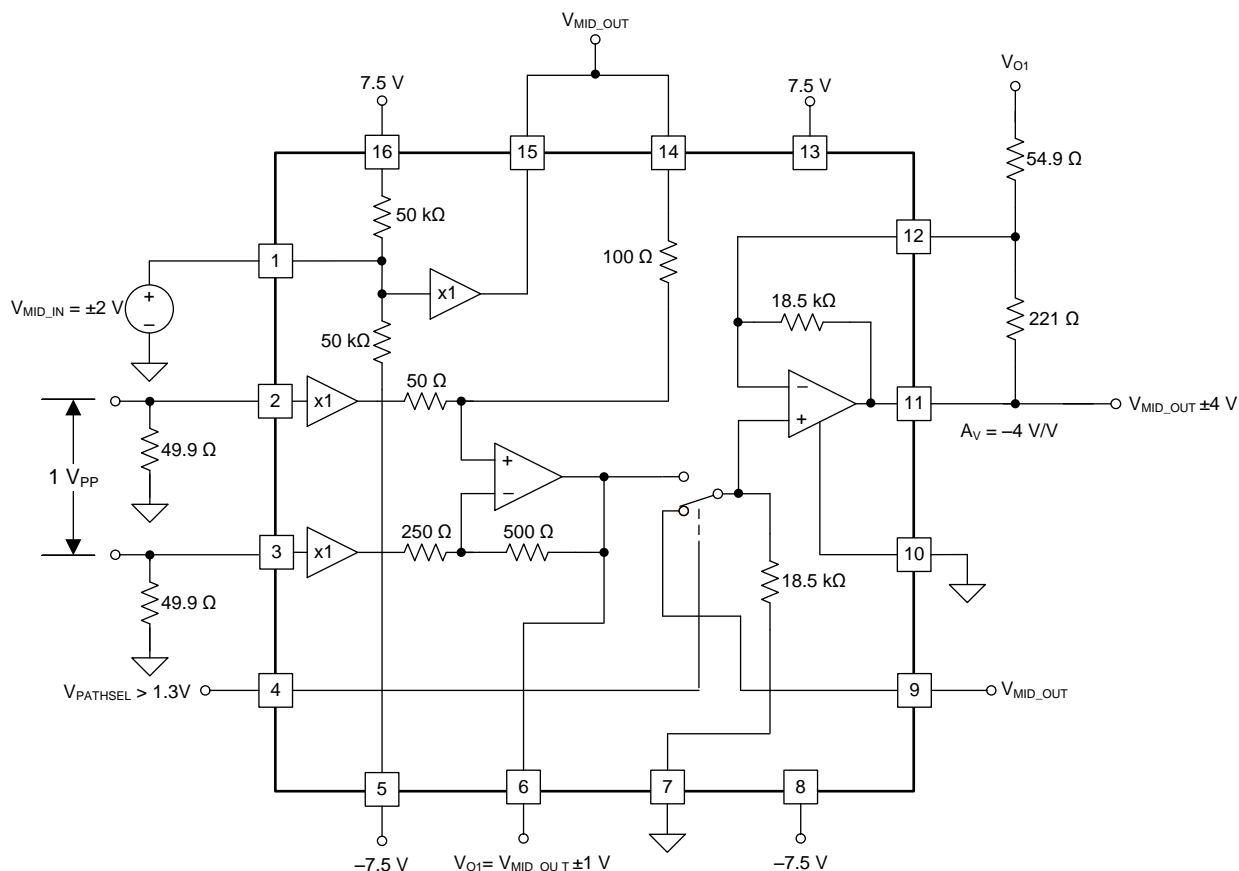 V_MID_OUT
7.5 V
7.5 V
V_O1
16
15
14
13
54.9 Ω
50 kΩ
12
1
100 Ω
x1
V_MID_IN = ±2 V
+
−
18.5 kΩ
221 Ω
50 kΩ
50 Ω
2
x1
−
+
11
V_MID_OUT ±4 V
A_V = –4 V/V
49.9 Ω
1 V_PP
+
−
250 Ω
500 Ω
3
x1
10
18.5 kΩ
49.9 Ω
V_PATHSEL > 1.3V
4
9
V_MID_OUT
5
6
7
8
–7.5 V
V_O1= V_MID_OUT ±1 V
–7.5 V